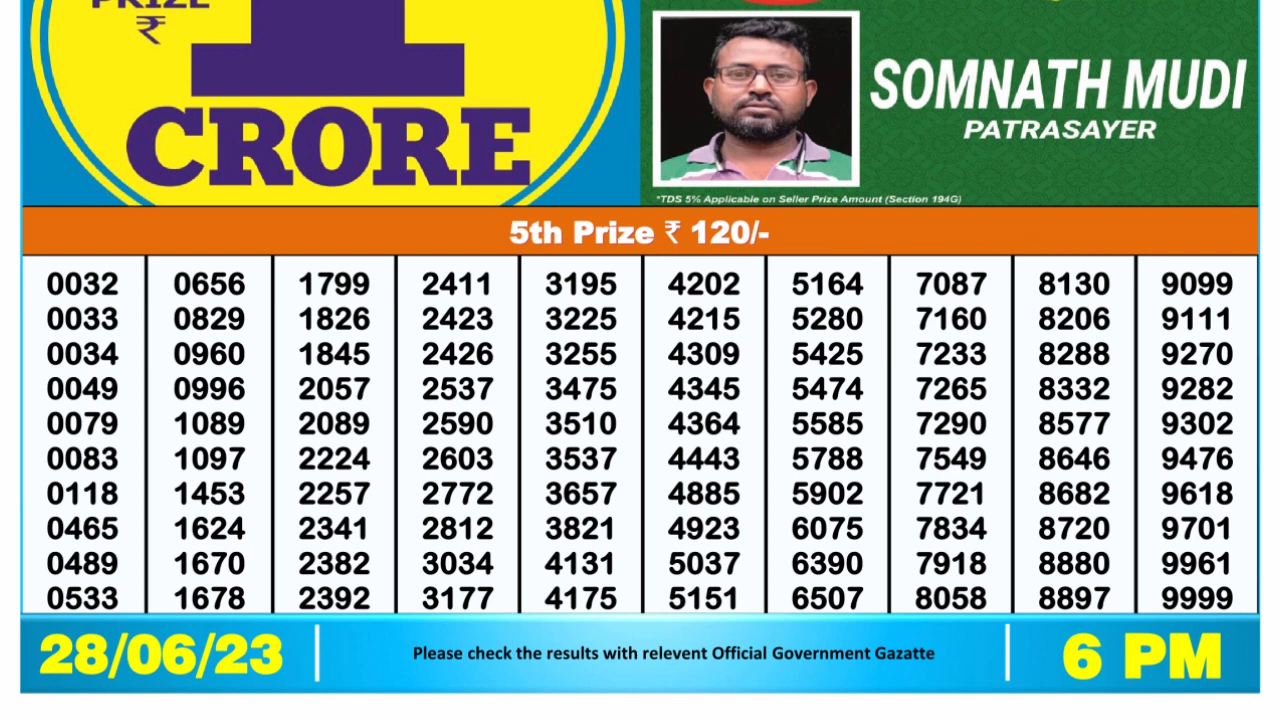 PRIZE
₹
1
CRORE
SOMNATH MUDI
PATRASAYER
*TDS 5% Applicable on Seller Prize Amount (Section 194G)
5th Prize ₹ 120/-
0032 0656 1799 2411 3195 4202 5164 7087 8130 9099
0033 0829 1826 2423 3225 4215 5280 7160 8206 9111
0034 0960 1845 2426 3255 4309 5425 7233 8288 9270
0049 0996 2057 2537 3475 4345 5474 7265 8332 9282
0079 1089 2089 2590 3510 4364 5585 7290 8577 9302
0083 1097 2224 2603 3537 4443 5788 7549 8646 9476
0118 1453 2257 2772 3657 4885 5902 7721 8682 9618
0465 1624 2341 2812 3821 4923 6075 7834 8720 9701
0489 1670 2382 3034 4131 5037 6390 7918 8880 9961
0533 1678 2392 3177 4175 5151 6507 8058 8897 9999
28/06/23 Please check the results with relevent Official Government Gazatte 6 PM